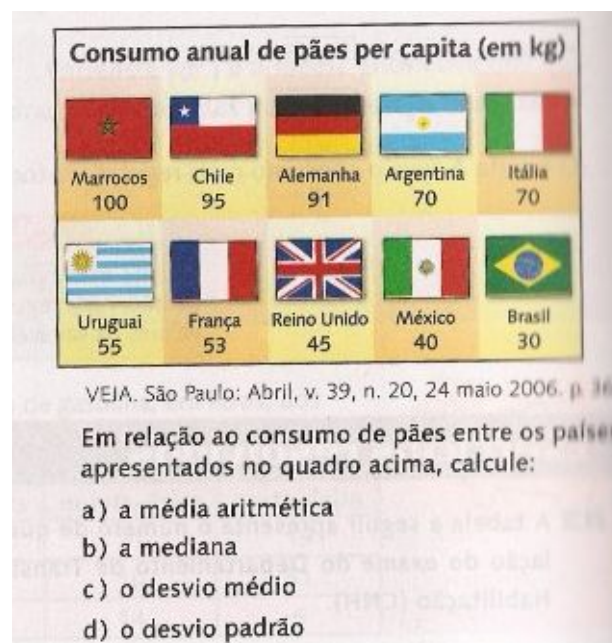 Consumo anual de pães per capita (em kg)
Marrocos Chile Alemanha Argentina Itália
100 95 91 70 70
Uruguai França Reino Unido México Brasil
55 53 45 40 30
VEJA. São Paulo: Abril, v. 39, n. 20, 24 maio 2006. p. 36
Em relação ao consumo de pães entre os países
apresentados no quadro acima, calcule:
a) a média aritmética
b) a mediana
c) o desvio médio
d) o desvio padrão